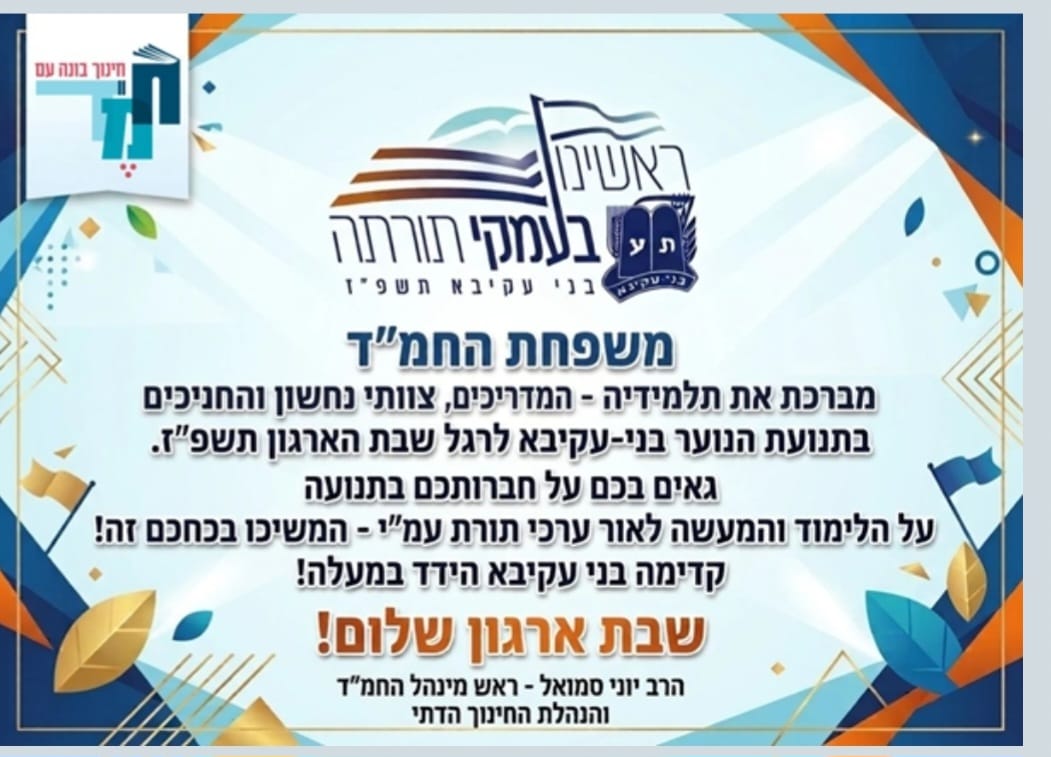 חינוך בונה עם
חמ"ד
ראשינו
בעמקי תורתה
ת ע
בני-עקיבא
בני עקיבא תשפ"ז
משפחת החמ"ד
מברכת את תלמידיה - המדריכים, צוותי נחשון והחניכים
בתנועת הנוער בני-עקיבא לרגל שבת הארגון תשפ"ז.
גאים בכם על חברותכם בתנועה
על הלימוד והמעשה לאור ערכי תורת עמ"י - המשיכו בכחכם זה!
קדימה בני עקיבא הידד במעלה!
שבת ארגון שלום!
הרב יוני סמואל - ראש מינהל החמ"ד
והנהלת החינוך הדתי